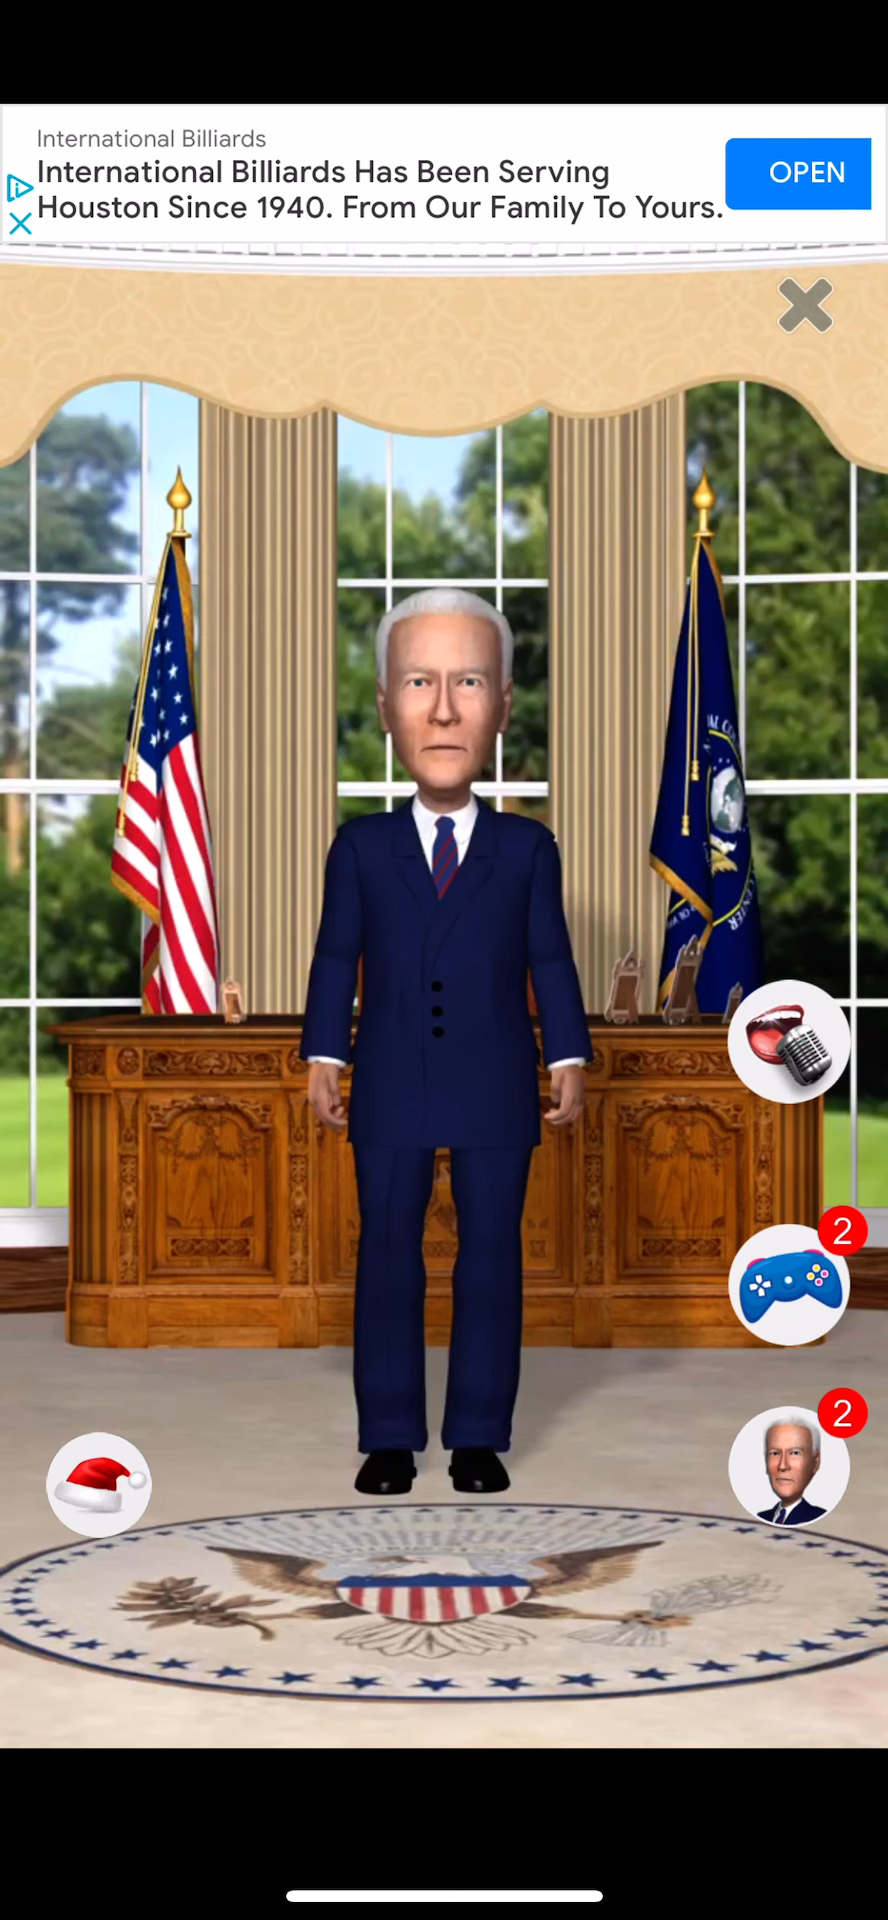 International Billiards
International Billiards Has Been Serving
Houston Since 1940. From Our Family To Yours.
OPEN
2
2